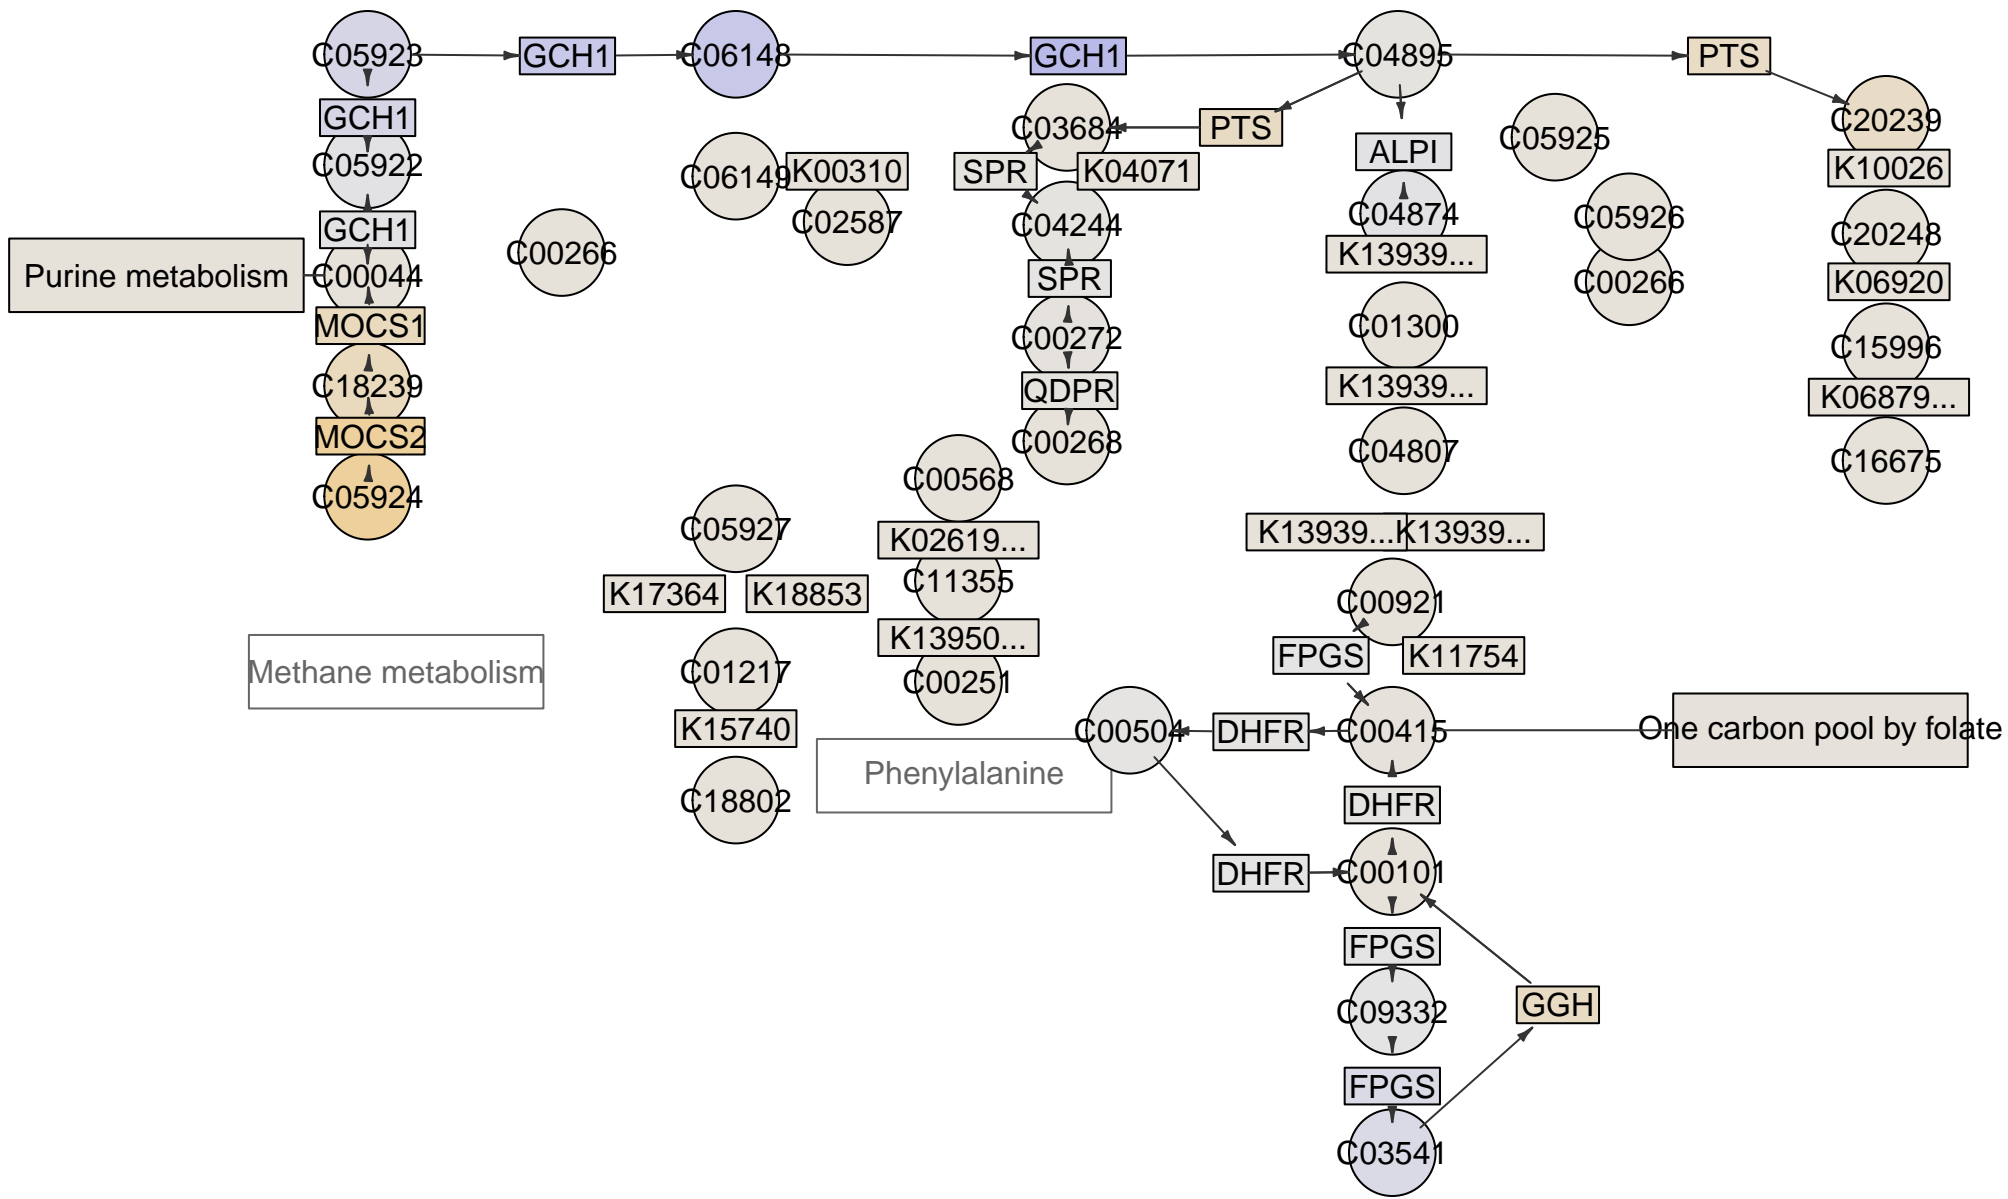 C05923
GCH1
C06148
GCH1
C04895
PTS
GCH1
C03684
PTS
C20239
C05925
ALPI
C05922
C06149
K00310
SPR
K04071
K10026
GCH1
C02587
C04244
C04874
C05926
C20248
C00266
K13939...
Purine metabolism
C00044
SPR
C00266
K06920
MOCS1
C00272
C01300
C15996
C18239
QDPR
K13939...
K06879...
MOCS2
C00268
C04807
C16675
C05924
C00568
C05927
K02619...
K13939...
K13939...
K17364
K18853
C11355
C00921
K13950...
FPGS
K11754
Methane metabolism
C01217
C00251
K15740
C00504
DHFR
C00415
One carbon pool by folate
Phenylalanine
C18802
DHFR
DHFR
C00101
FPGS
C09332
GGH
FPGS
C03541